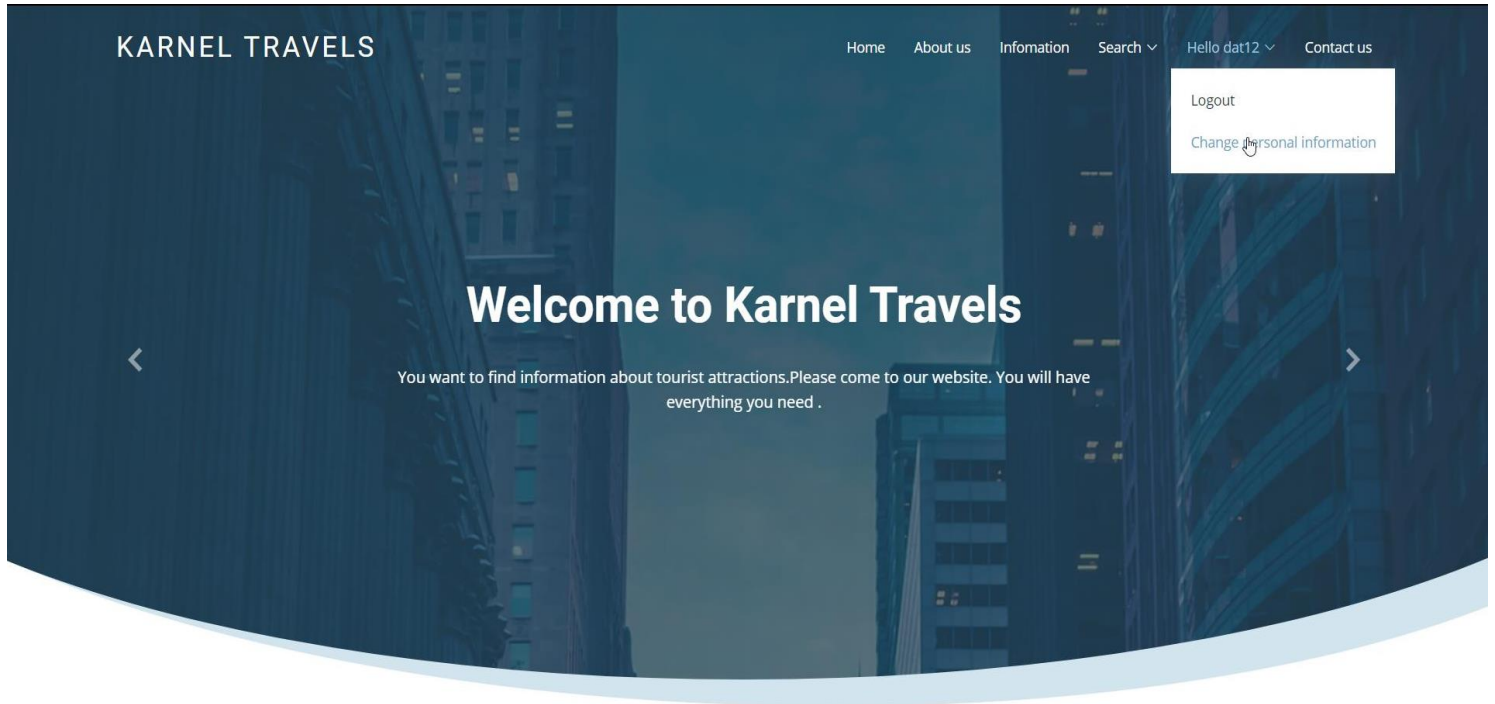 KARNEL TRAVELS
Home About us Infomation Search Hello dat12 Contact us
Logout
Change personal information
Welcome to Karnel Travels
You want to find information about tourist attractions.Please come to our website. You will have
everything you need .